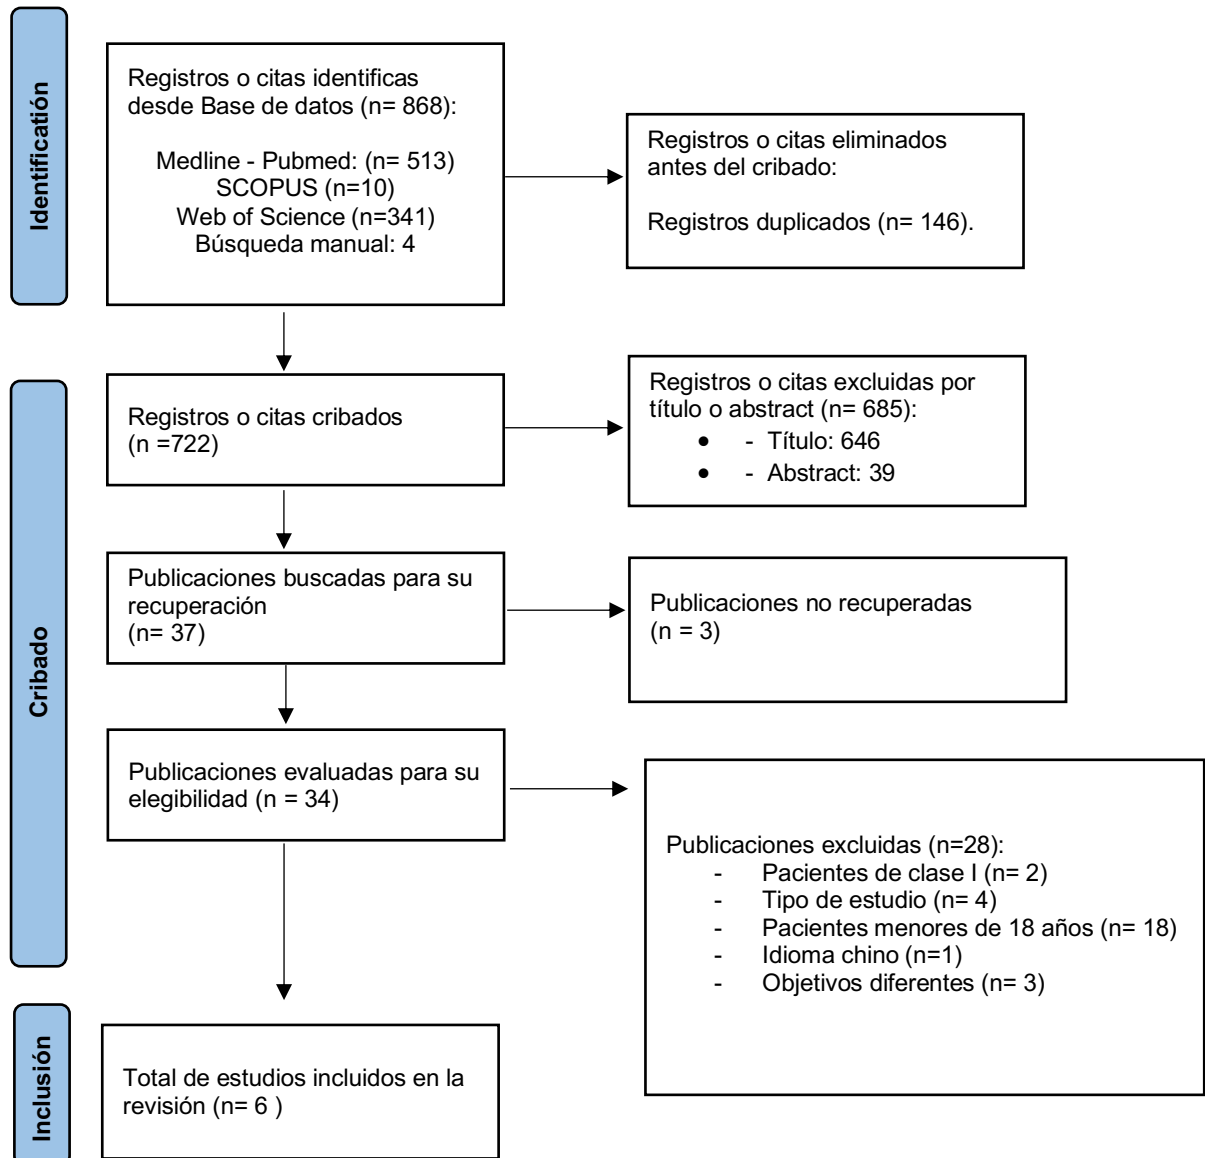 Identificatión
Registros o citas identificas
desde Base de datos (n= 868):
Medline - Pubmed: (n= 513)
SCOPUS (n=10)
Web of Science (n=341)
Búsqueda manual: 4
Registros o citas eliminados
antes del cribado:
Registros duplicados (n= 146).
Cribado
Registros o citas cribados
(n =722)
Registros o citas excluidas por
título o abstract (n= 685):
● - Título: 646
● - Abstract: 39
Publicaciones buscadas para su
recuperación
(n= 37)
Publicaciones no recuperadas
(n = 3)
Publicaciones evaluadas para su
elegibilidad (n = 34)
Publicaciones excluidas (n=28):
- Pacientes de clase I (n= 2)
- Tipo de estudio (n= 4)
- Pacientes menores de 18 años (n= 18)
- Idioma chino (n=1)
- Objetivos diferentes (n= 3)
Inclusión
Total de estudios incluidos en la
revisión (n= 6 )